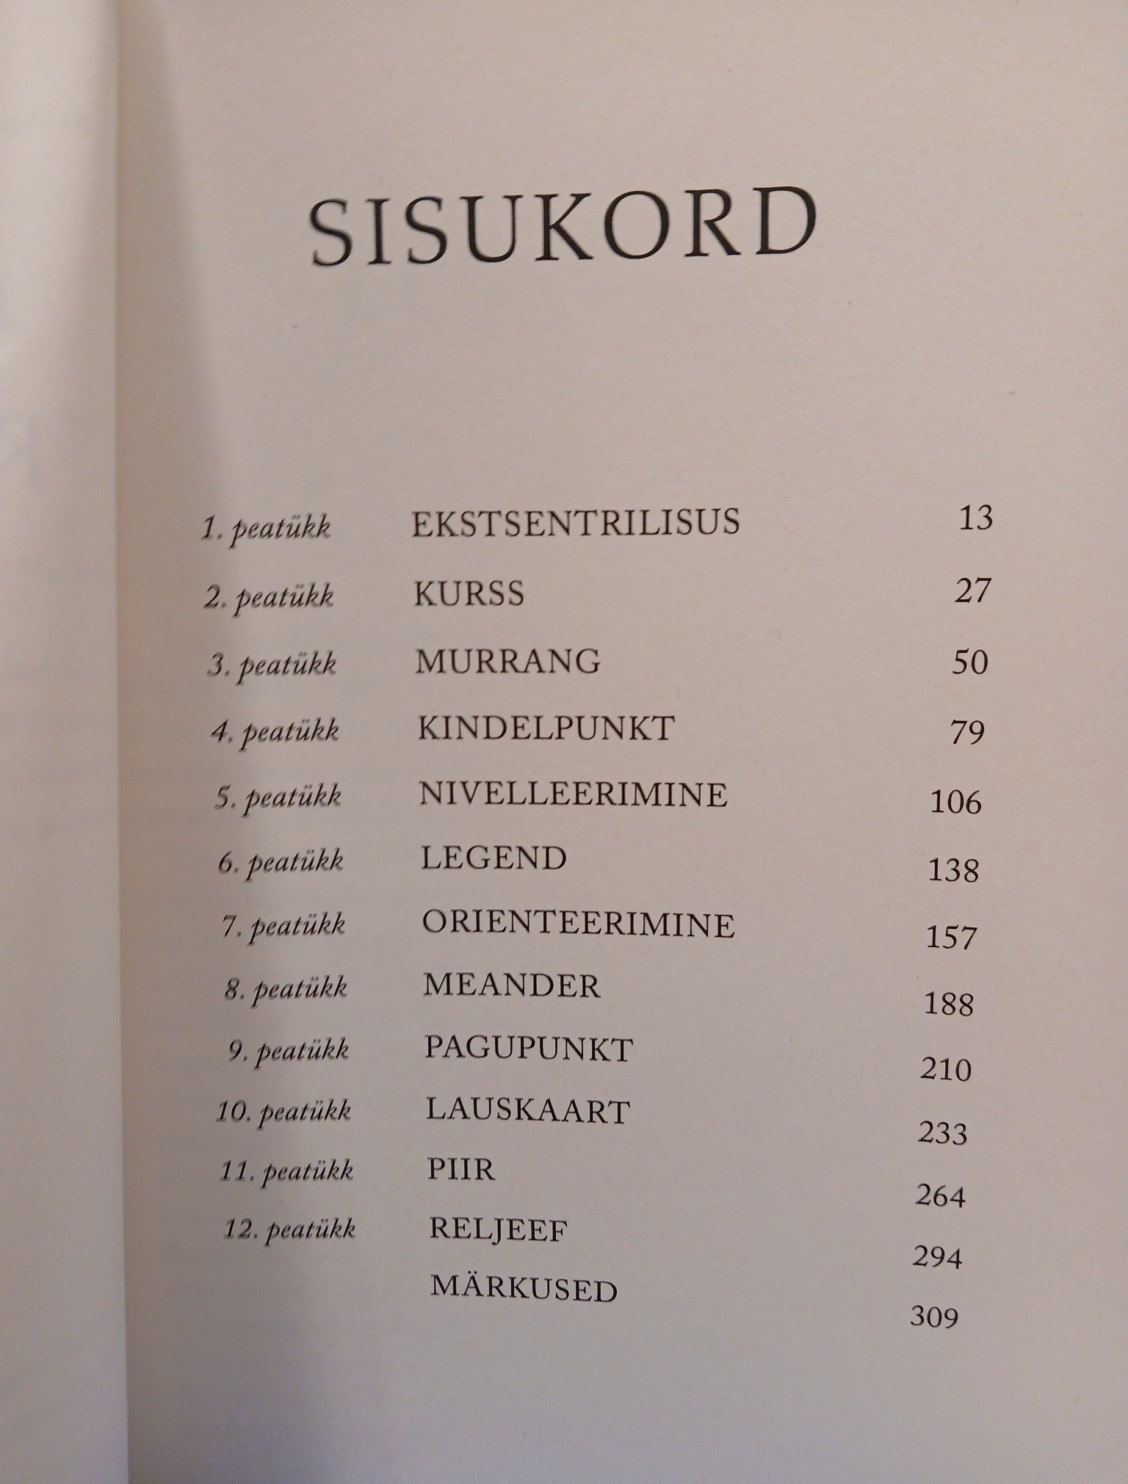 SISUKORD
1. peatükk EKSTSENTRILISUS 13
2. peatükk KURSS 27
3. peatükk MURRANG 50
4. peatükk KINDELPUNKT 79
5. peatükk NIVELLEERIMINE 106
6. peatükk LEGEND 138
7. peatükk ORIENTEERIMINE 157
8. peatükk MEANDER 188
9. peatükk PAGUPUNKT 210
10. peatükk LAUSKAART 233
11. peatükk PIIR 264
12. peatükk RELJEEF 294
MÄRKUSED 309